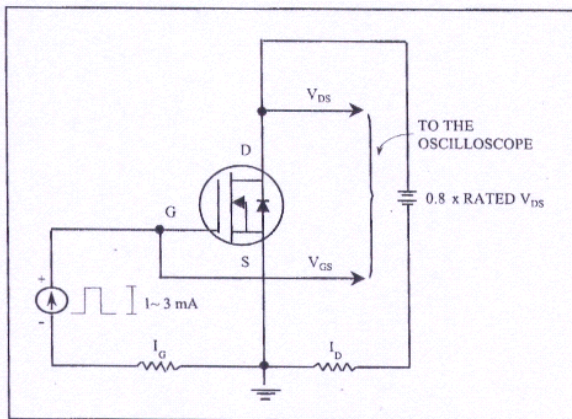 V_DS
TO THE
OSCILLOSCOPE
D
0.8 x RATED V_DS
G
S
V_GS
+
-
1~ 3 mA
I_G
I_D